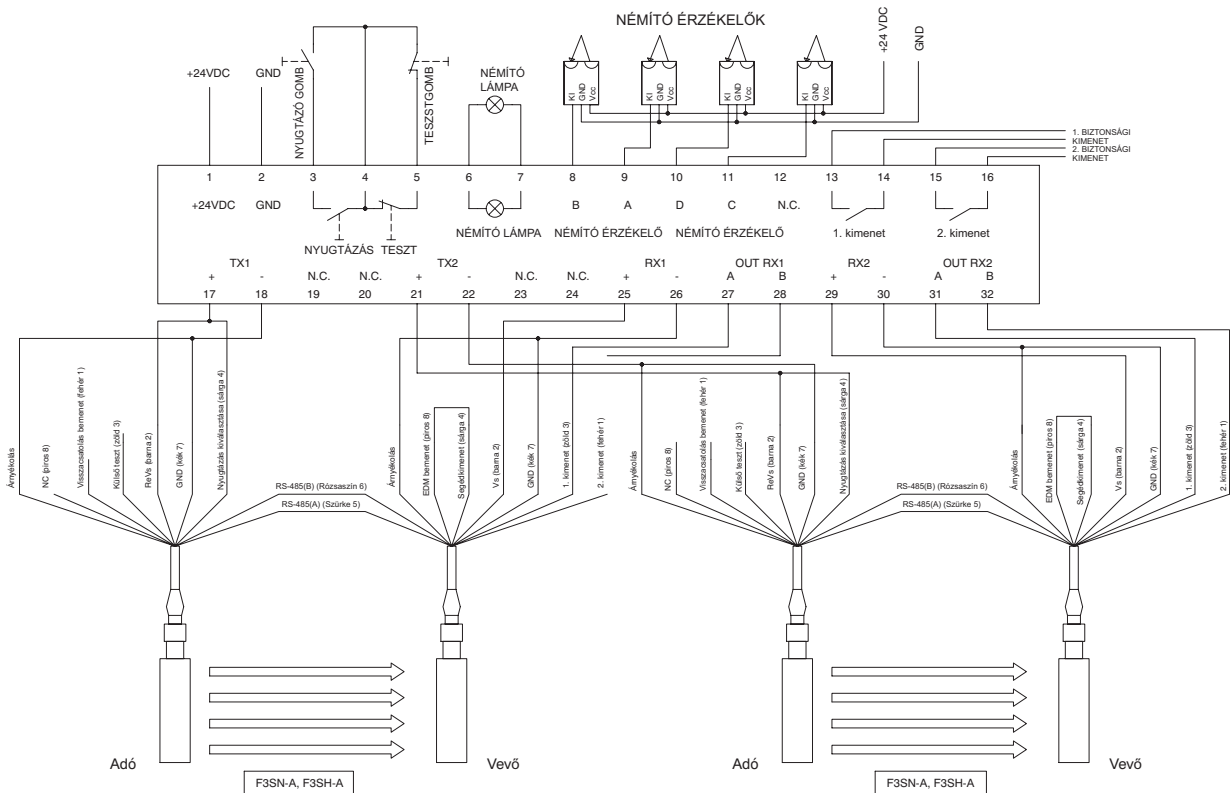 NÉMÍTÓ ÉRZÉKELŐK
+24VDC
GND
NYUGTÁZÓ GOMB
TESZSTGOMB
NÉMÍTÓ
LÁMPA
KI
GND
Vcc
KI
GND
Vcc
KI
GND
Vcc
KI
GND
Vcc
+24 VDC
GND
1. BIZTONSÁGI
KIMENET
2. BIZTONSÁGI
KIMENET
1 2 3 4 5 6 7 8 9 10 11 12 13 14 15 16
+24VDC GND B A D C N.C.
NYUGTÁZÁS TESZT NÉMÍTÓ LÁMPA NÉMÍTÓ ÉRZÉKELŐ NÉMÍTÓ ÉRZÉKELŐ 1. kimenet 2. kimenet
TX1 TX2 RX1 OUT RX1 RX2 OUT RX2
+ - N.C. N.C. + - N.C. N.C. + - A B + - A B
17 18 19 20 21 22 23 24 25 26 27 28 29 30 31 32
Árnyékolás
NC (piros 8)
Visszacsatolás bemenet (fehér 1)
Külső teszt (zöld 3)
ReVs (barna 2)
GND (kék 7)
Nyugtázás kiválasztása (sárga 4)
RS-485(B) (Rózsaszín 6)
RS-485(A) (Szürke 5)
Árnyékolás
EDM bemenet (piros 8)
Segédkimenet (sárga 4)
Vs (barna 2)
GND (kék 7)
1. kimenet (zöld 3)
2. kimenet (fehér 1)
Árnyékolás
NC (piros 8)
Visszacsatolás bemenet (fehér 1)
Külső teszt (zöld 3)
ReVs (barna 2)
GND (kék 7)
Nyugtázás kiválasztása (sárga 4)
RS-485(B) (Rózsaszín 6)
RS-485(A) (Szürke 5)
Árnyékolás
EDM bemenet (piros 8)
Segédkimenet (sárga 4)
Vs (barna 2)
GND (kék 7)
1. kimenet (zöld 3)
2. kimenet (fehér 1)
Adó
Vevő
Adó
Vevő
F3SN-A, F3SH-A
F3SN-A, F3SH-A